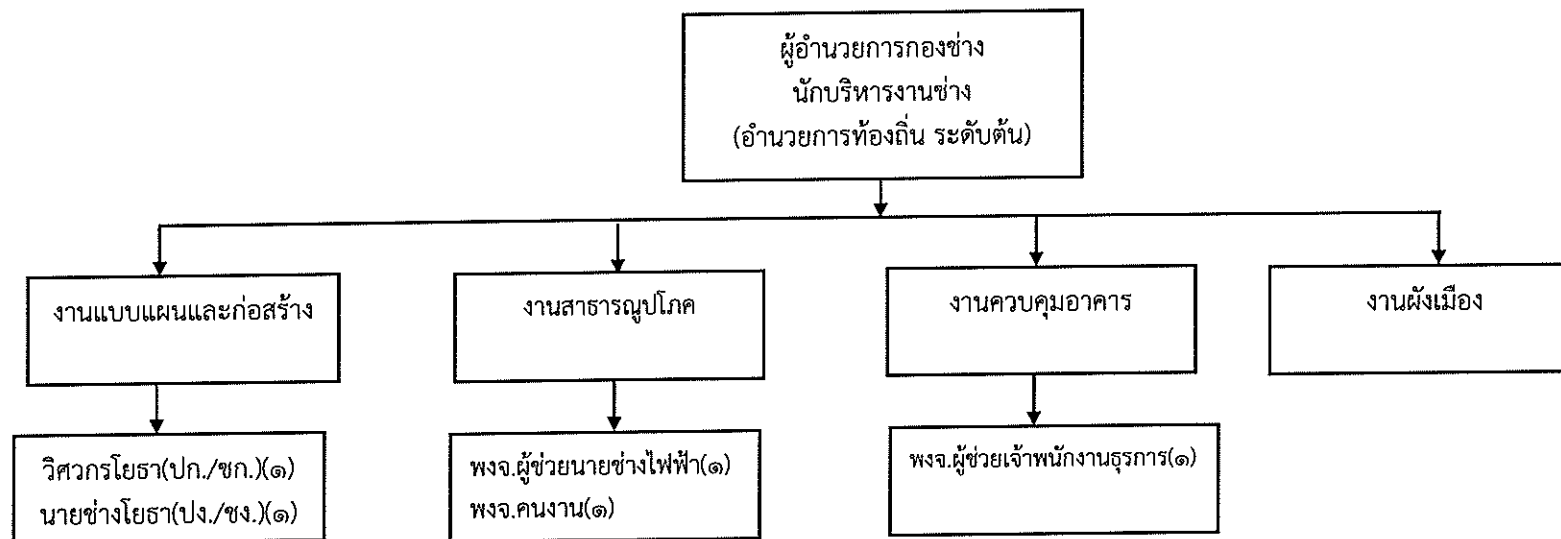 ผู้อำนวยการกองช่าง
นักบริหารงานช่าง
(อำนวยการท้องถิ่น ระดับต้น)
งานแบบแผนและก่อสร้าง
งานสาธารณูปโภค
งานควบคุมอาคาร
งานผังเมือง
วิศวกรโยธา(ปก./ชก.)(๑)
นายช่างโยธา(ปง./ชง.)(๑)
พงจ.ผู้ช่วยนายช่างไฟฟ้า(๑)
พงจ.คนงาน(๑)
พงจ.ผู้ช่วยเจ้าพนักงานธุรการ(๑)